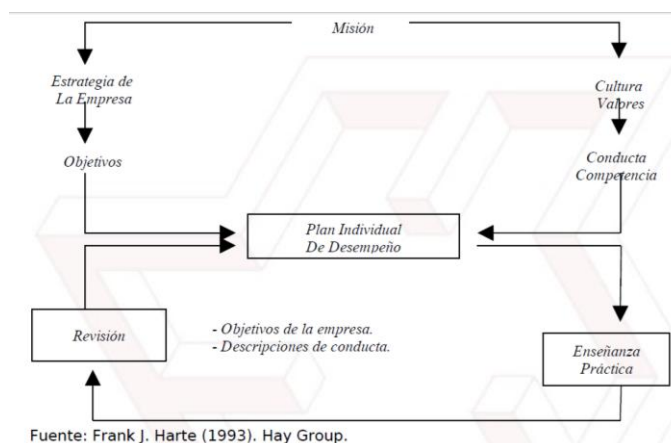 Misión
Estrategia de
La Empresa
Cultura
Valores
Objetivos
Conducta
Competencia
Plan Individual
De Desempeño
Revisión
- Objetivos de la empresa.
- Descripciones de conducta.
Enseñanza
Práctica
Fuente: Frank J. Harte (1993). Hay Group.